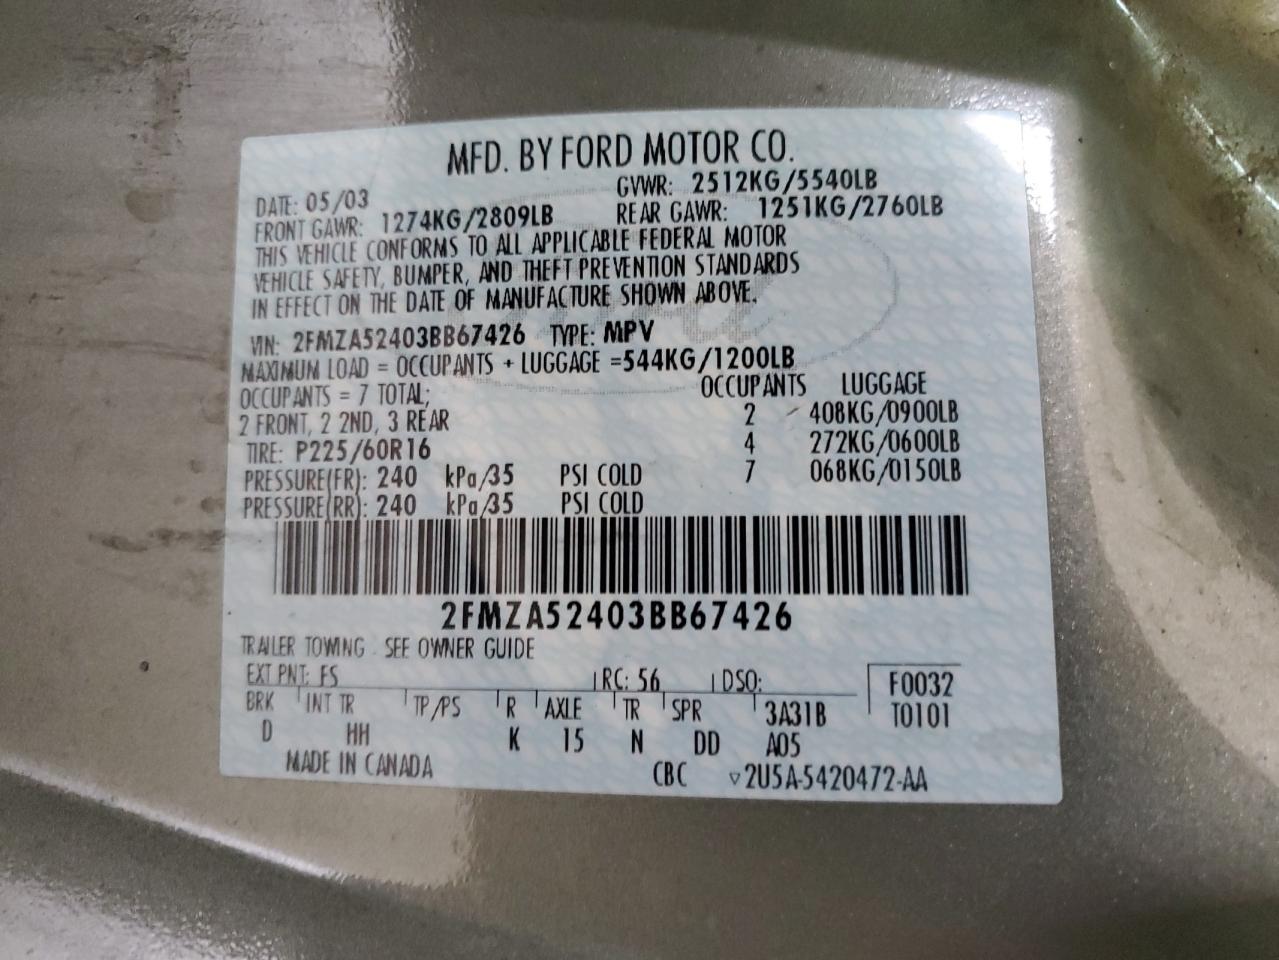 MFD. BY FORD MOTOR CO.
DATE: 05/03 GVWR: 2512KG/5540LB
FRONT GAWR: 1274KG/2809LB REAR GAWR: 1251KG/2760LB
THIS VEHICLE CONFORMS TO ALL APPLICABLE FEDERAL MOTOR
VEHICLE SAFETY, BUMPER, AND THEFT PREVENTION STANDARDS
IN EFFECT ON THE DATE OF MANUFACTURE SHOWN ABOVE.
VIN: 2FMZA52403BB67426 TYPE: MPV
MAXIMUM LOAD = OCCUPANTS + LUGGAGE =544KG/1200LB
OCCUPANTS = 7 TOTAL; OCCUPANTS LUGGAGE
2 FRONT, 2 2ND, 3 REAR 2 408KG/0900LB
TIRE: P225/60R16 4 272KG/0600LB
PRESSURE(FR): 240 kPa/35 PSI COLD 7 068KG/0150LB
PRESSURE(RR): 240 kPa/35 PSI COLD
2FMZA52403BB67426
TRAILER TOWING - SEE OWNER GUIDE
EXT PNT: FS RC: 56 DSO: F0032
BRK INT TR TP/PS R AXLE TR SPR 3A31B T0101
D HH K 15 N DD A05
MADE IN CANADA CBC ▽2U5A-5420472-AA